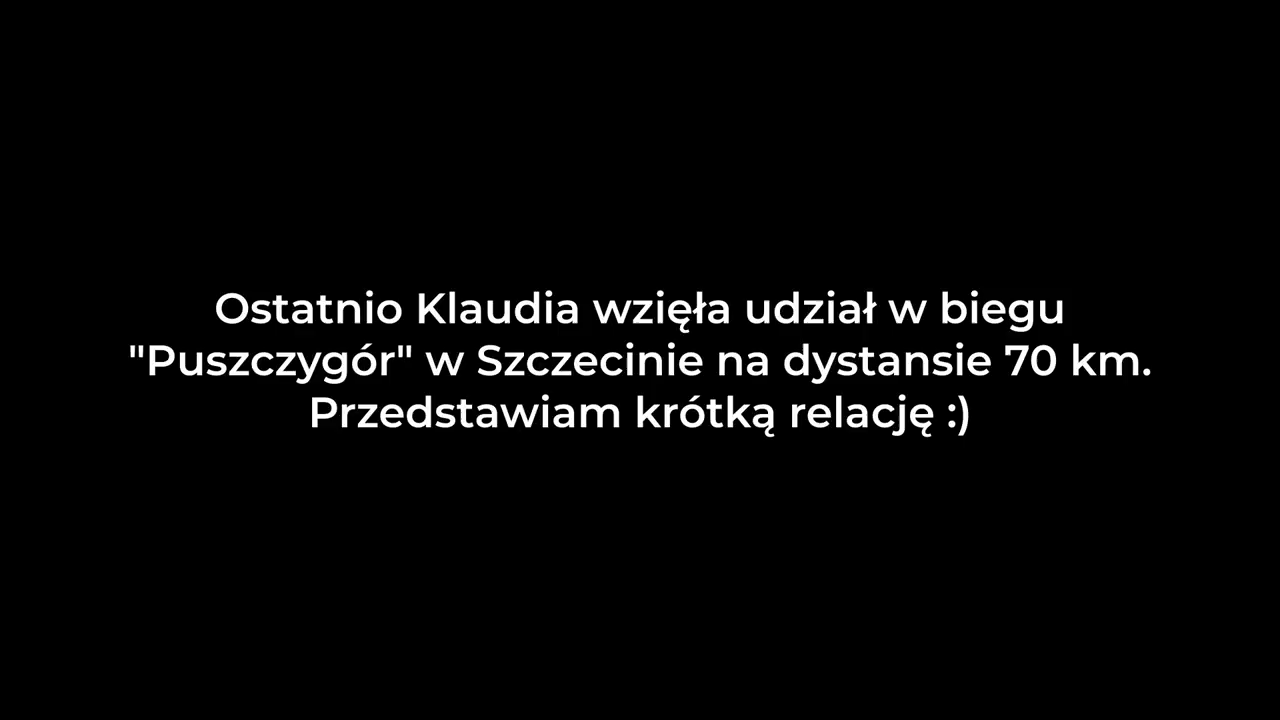 Ostatnio Klaudia wzięła udział w biegu
"Puszczygór" w Szczecinie na dystansie 70 km.
Przedstawiam krótką relację :)